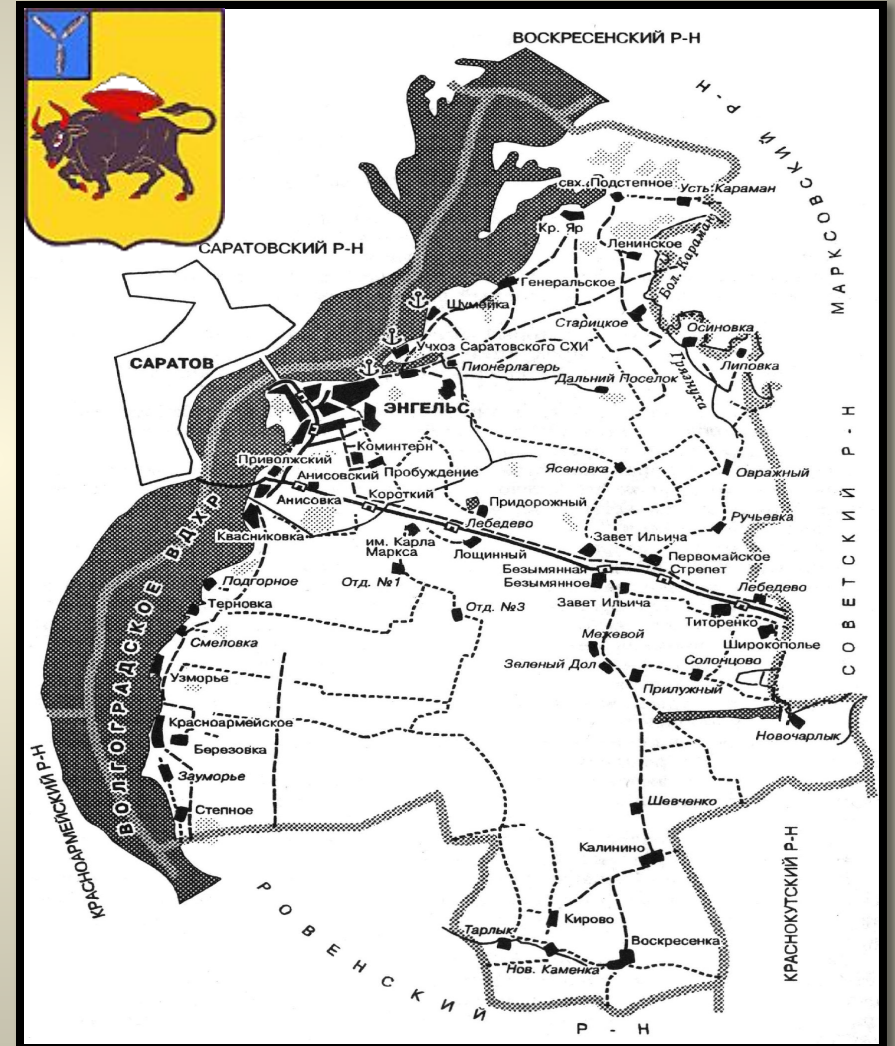 ВОСКРЕСЕНСКИЙ Р-Н
МАРКСОВСКИЙ Р-Н
свх. Подстепное
Усть-Караман
Кр. Яр
САРАТОВСКИЙ Р-Н
Ленинское
Бол. Караман
Генеральское
Шумейка
Старицкое
Осиновка
Учхоз Саратовского СХИ
САРАТОВ
Пионерлагерь
Грязнуха
Липовка
Дальний Поселок
ЭНГЕЛЬС
Коминтерн
Приволжский
Пробуждение
Ясеновка
Овражный
Анисовский
Анисовка
Короткий
Придорожный
Ручьевка
Лебедево
Квасниковка
им. Карла
Маркса
Лощинный
Завет Ильича
Первомайское
Безымянная
Стрепет
Отд. №1
Безымянное
Подгорное
Завет Ильича
Лебедево
Терновка
Отд. №3
Титоренко
Смеловка
Межевой
Широкополье
СОВЕТСКИЙ Р-Н
Зеленый Дол
Солонцово
Узморье
Прилужный
ВОЛГОГРАДСКОЕ ВДХР
Красноармейское
Новочарлык
Березовка
Зауморье
Степное
Шевченко
КРАСНОАРМЕЙСКИЙ Р-Н
Калинино
КРАСНОКУТСКИЙ Р-Н
Кирово
Тарлык
Воскресенка
Нов. Каменка
РОВЕНСКИЙ
Р-Н